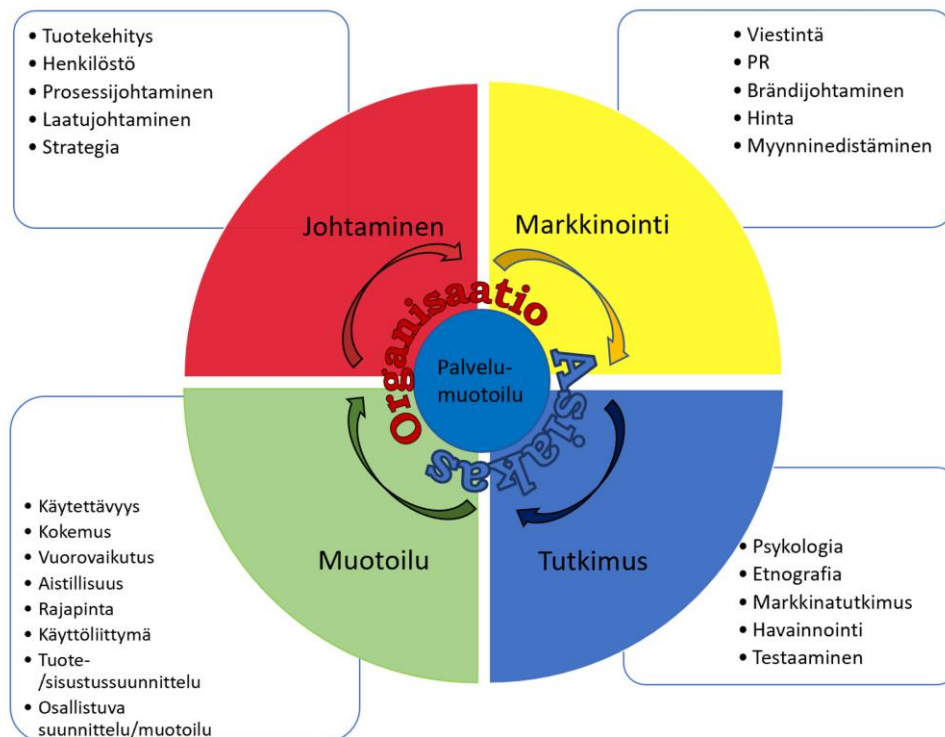 • Tuotekehitys
• Henkilöstö
• Prosessijohtaminen
• Laatujohtaminen
• Strategia
• Viestintä
• PR
• Brändijohtaminen
• Hinta
• Myynninedistäminen
Johtaminen
Markkinointi
Organisaatio
Asiakas
Palvelu-
muotoilu
Muotoilu
Tutkimus
• Käytettävyys
• Kokemus
• Vuorovaikutus
• Aistillisuus
• Rajapinta
• Käyttöliittymä
• Tuote-
/sisustussuunnittelu
• Osallistuva
suunnittelu/muotoilu
• Psykologia
• Etnografia
• Markkinatutkimus
• Havainnointi
• Testaaminen